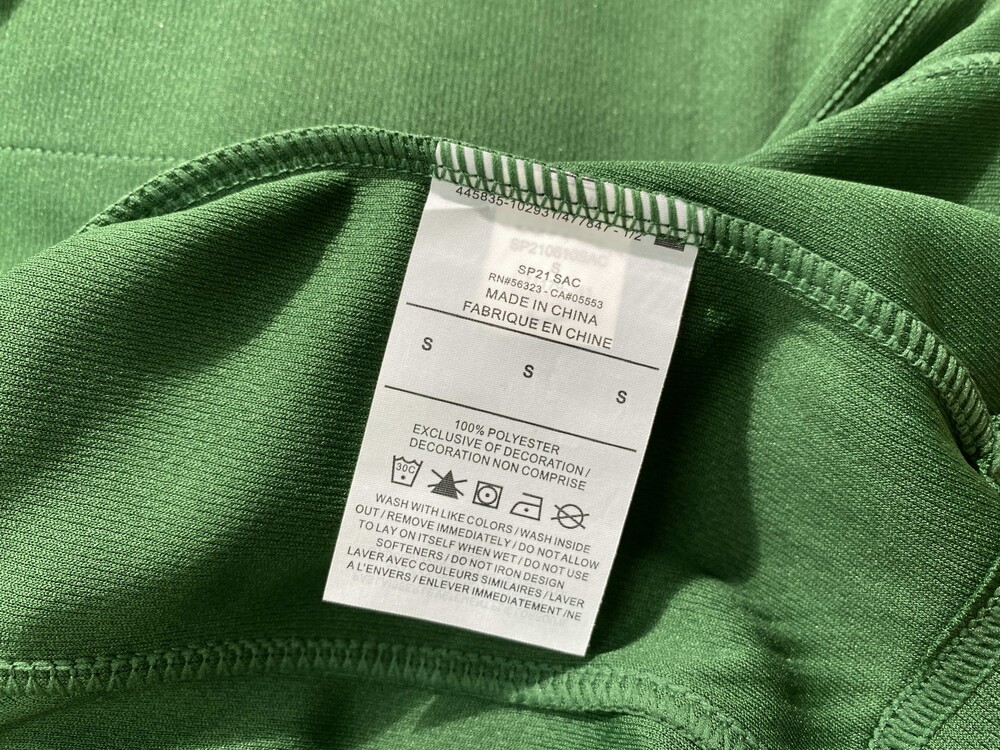 445835-102931/477847 - 1/2
SP210610SAC
S
SP21 SAC
RN#56323 - CA#05553
MADE IN CHINA
FABRIQUE EN CHINE
S S S
100% POLYESTER
EXCLUSIVE OF DECORATION /
DECORATION NON COMPRISE
30C
WASH WITH LIKE COLORS / WASH INSIDE
OUT / REMOVE IMMEDIATELY / DO NOT ALLOW
TO LAY ON ITSELF WHEN WET / DO NOT USE
SOFTENERS / DO NOT IRON DESIGN
LAVER AVEC COULEURS SIMILAIRES / LAVER
A L'ENVERS / ENLEVER IMMEDIATEMENT /NE